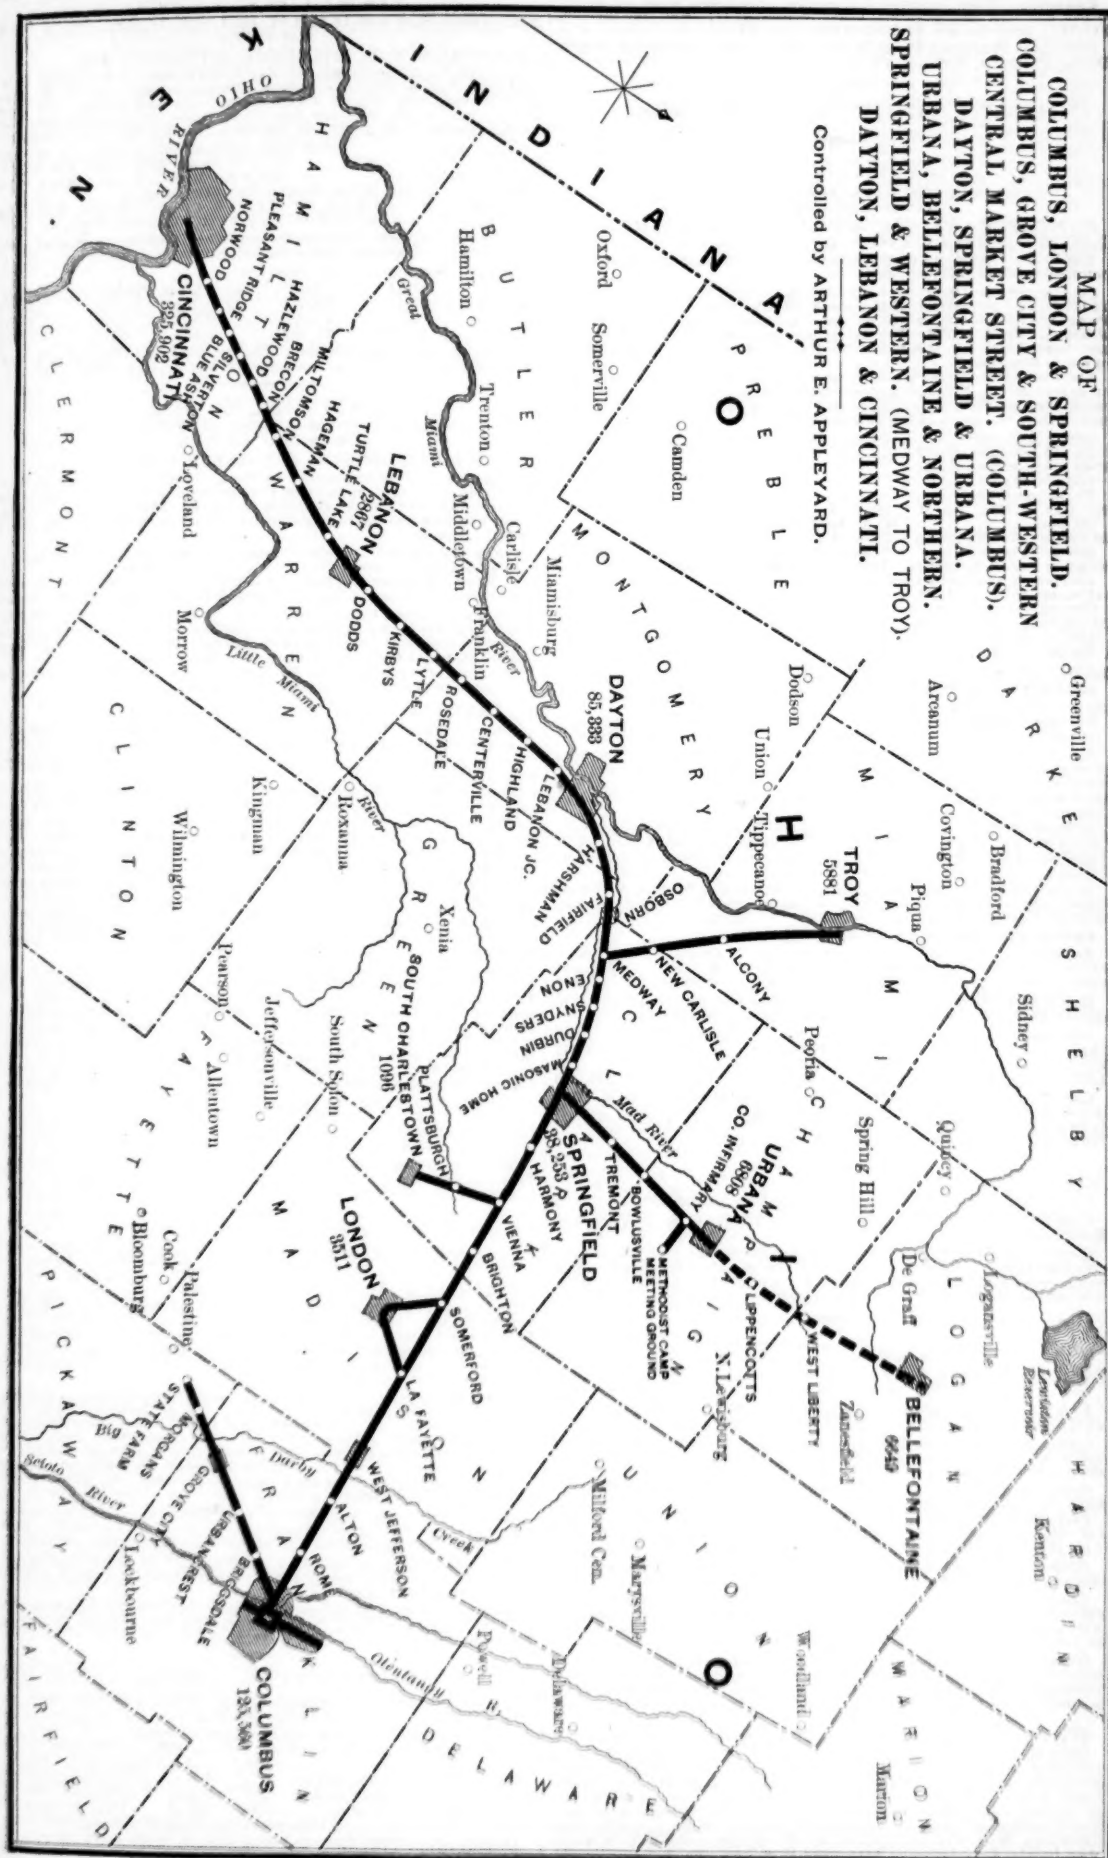 MAP OF
COLUMBUS, LONDON & SPRINGFIELD.
COLUMBUS, GROVE CITY & SOUTH-WESTERN
CENTRAL MARKET STREET. (COLUMBUS).
DAYTON, SPRINGFIELD & URBANA.
URBANA, BELLEFONTAINE & NORTHERN.
SPRINGFIELD & WESTERN. (MEDWAY TO TROY).
DAYTON, LEBANON & CINCINNATI.
Controlled by ARTHUR E. APPLEYARD.
INDIANA
KEN
OHIO
OHIO RIVER
HAMILTON
BUTLER
PREBLE
MONTGOMERY
DARKE
MIAMI
SHELBY
WARREN
CLERMONT
CLINTON
GREENE
CLARK
CHAMPAIGN
LOGAN
HARDIN
MARION
UNION
MADISON
FAYETTE
PICKAWAY
FRANKLIN
DELAWARE
FAIRFIELD
Greenville
Arcanum
Bradford
Covington
Piqua
Sidney
Quincy
Logansville
Lewistown Reservoir
De Graff
Kenton
Marion
Woodland
Zanesfield
N. Lewisburg
Marysville
Milford Cen.
Delaware
Powell
Olentangy R.
Spring Hill
Peoria
Dodson
Union
Tippecanoe
Oxford
Somerville
Camden
Hamilton
Trenton
Middletown
Carlisle
Franklin
Miamisburg
Great Miami River
Loveland
Morrow
Little Miami River
Roxanna
Kingman
Wilmington
Xenia
Pearson
Allentown
Jeffersonville
South Solon
Bloomburg
Cook
Palestine
Lockbourne
Big Darby Creek
Scioto River
Mad River
CINCINNATI
325,902
NORWOOD
PLEASANT RIDGE
SILVERTON
BLUE ASH
HAZLEWOOD
BRECON
MILTOMSON
HAGEMAN
TURTLE LAKE
LEBANON
2867
DODDS
KIRBYS
LYTLE
ROSEDALE
CENTERVILLE
HIGHLAND
LEBANON JC.
DAYTON
85,333
HARSHMAN
FAIRFIELD
OSBORN
MEDWAY
NEW CARLISLE
ALCONY
TROY
5881
ENON
SNYDERS
DURBIN
MASONIC HOME
SPRINGFIELD
38,253
TREMONT
BOWLUSVILLE
CO. INFIRMARY
URBANA
6808
METHODIST CAMP
MEETING GROUND
LIPPENCOTTS
WEST LIBERTY
BELLEFONTAINE
6649
HARMONY
VIENNA
PLATTSBURGH
SOUTH CHARLESTOWN
1096
BRIGHTON
SOMERFORD
LONDON
3511
LA FAYETTE
WEST JEFFERSON
ALTON
ROME
COLUMBUS
125,560
BRIGGSDALE
URBANCREST
GROVE CITY
MORGANS
STATE FARM